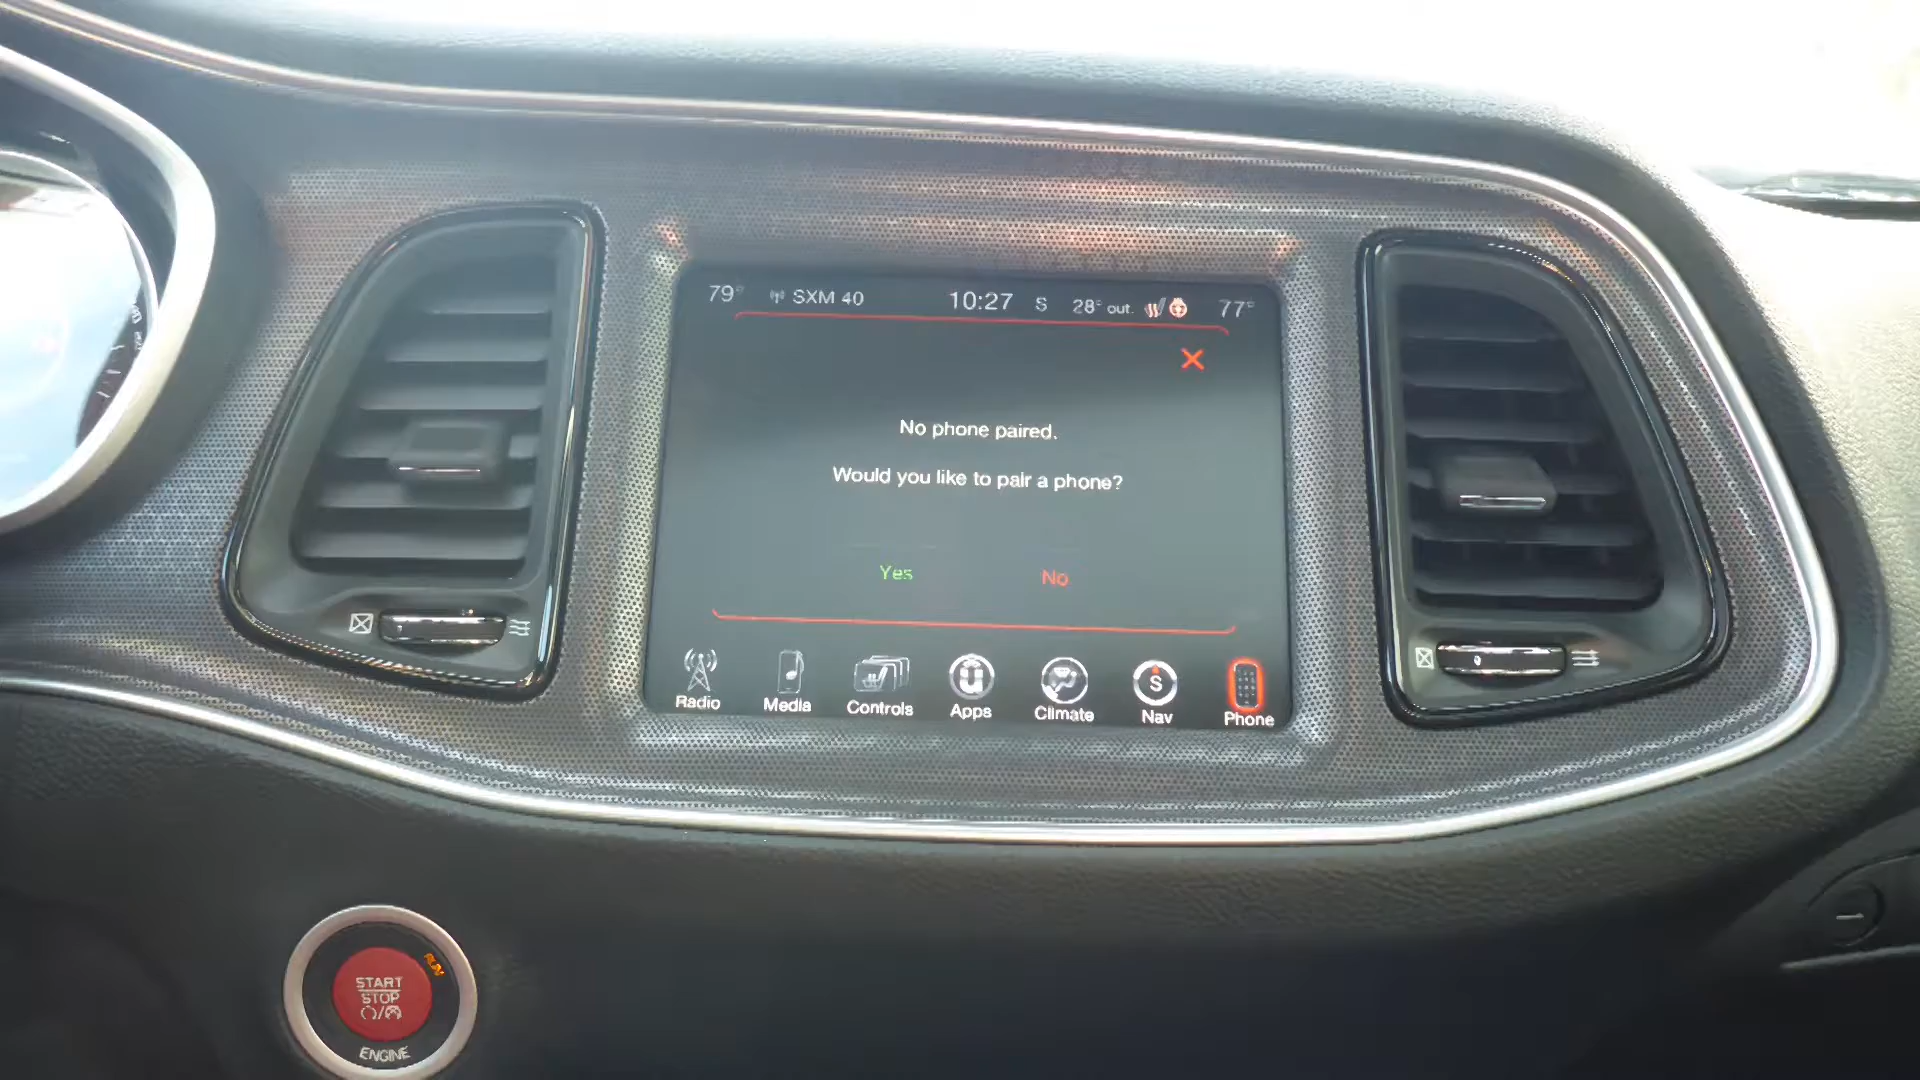 79° SXM 40 10:27 S 28° out. 77°
No phone paired.
Would you like to pair a phone?
Yes No
Radio Media Controls Apps Climate Nav Phone
S
RUN
START
STOP
ENGINE